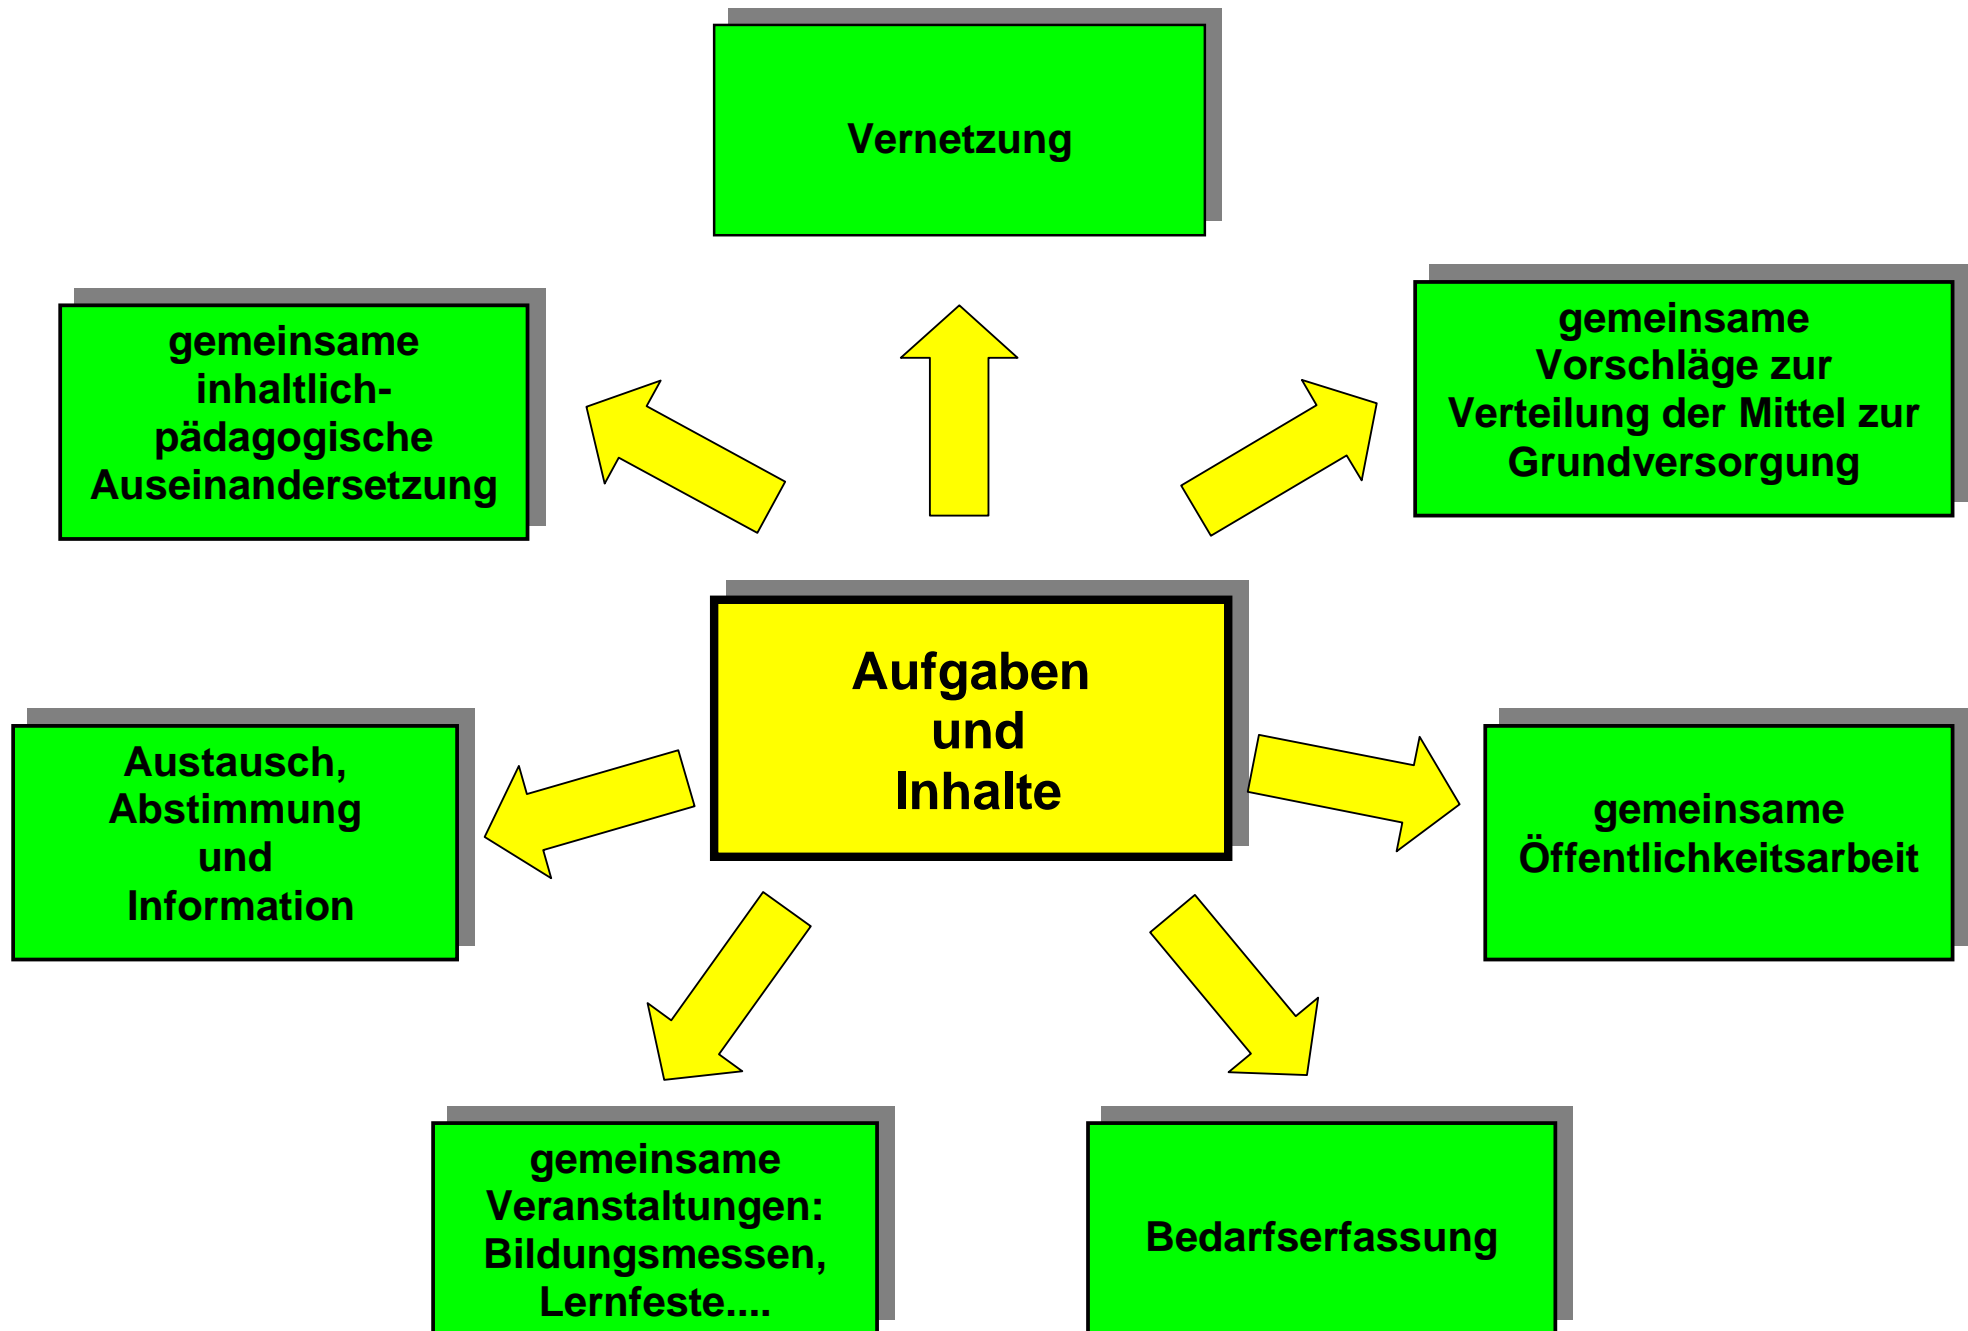 Vernetzung
gemeinsame
inhaltlich-
pädagogische
Auseinandersetzung
gemeinsame
Vorschläge zur
Verteilung der Mittel zur
Grundversorgung
Aufgaben
und
Inhalte
Austausch,
Abstimmung
und
Information
gemeinsame
Öffentlichkeitsarbeit
gemeinsame
Veranstaltungen:
Bildungsmessen,
Lernfeste....
Bedarfserfassung